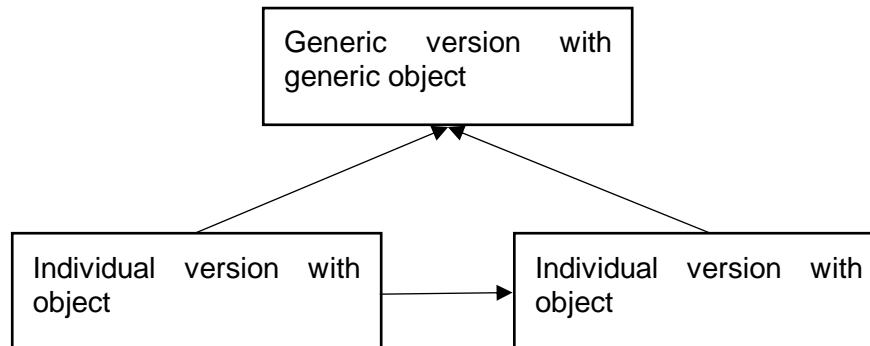 Generic version with
generic object
Individual version with
object
Individual version with
object